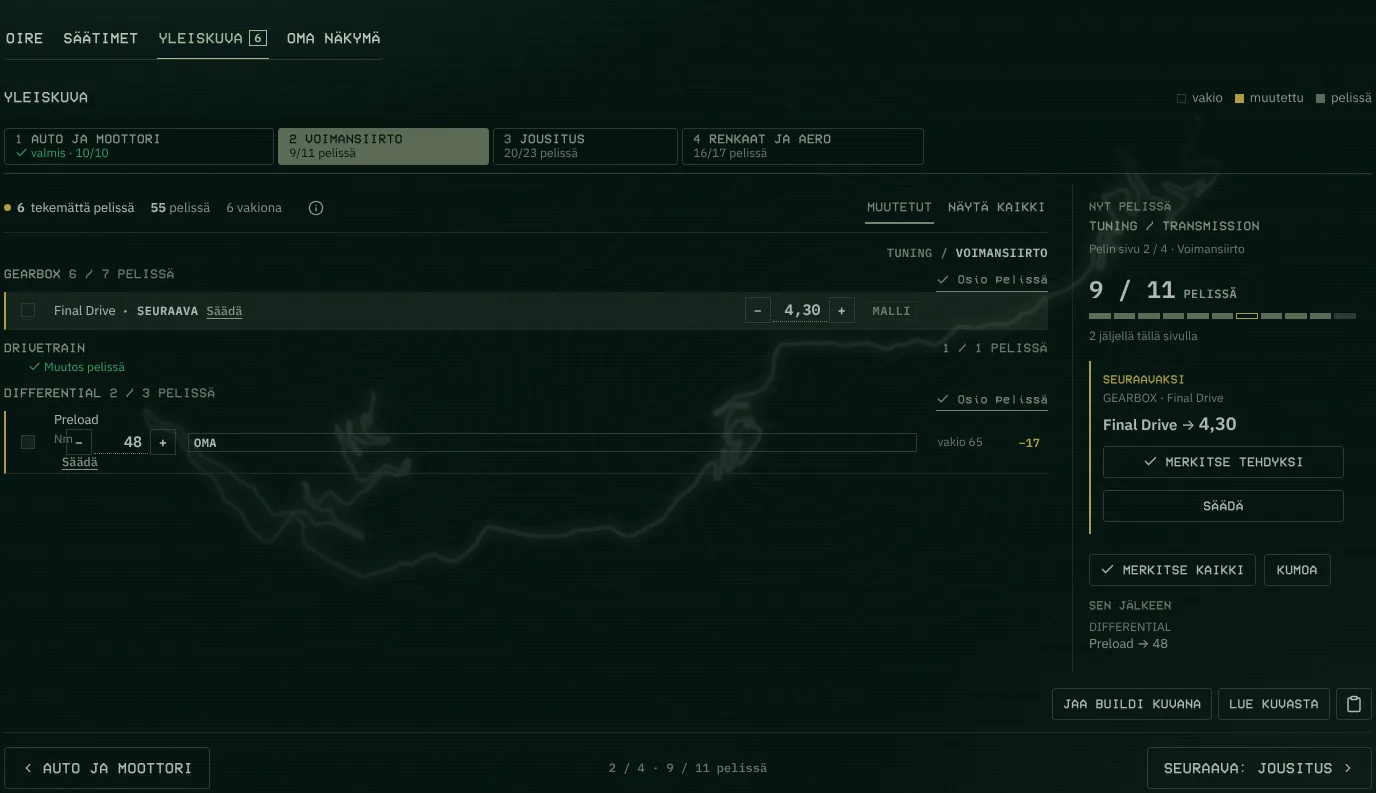 OIRE SÄÄTIMET YLEISKUVA 6 OMA NÄKYMÄ
YLEISKUVA
vakio muutettu pelissä
1 AUTO JA MOOTTORI
✓ valmis · 10/10
2 VOIMANSIIRTO
9/11 pelissä
3 JOUSITUS
20/23 pelissä
4 RENKAAT JA AERO
16/17 pelissä
6 tekemättä pelissä 55 pelissä 6 vakiona
MUUTETUT NÄYTÄ KAIKKI
TUNING / VOIMANSIIRTO
GEARBOX 6 / 7 PELISSÄ
✓ Osio pelissä
Final Drive • SEURAAVA Säädä
− 4,30 + MALLI
DRIVETRAIN
1 / 1 PELISSÄ
✓ Muutos pelissä
DIFFERENTIAL 2 / 3 PELISSÄ
✓ Osio pelissä
Preload
Nm − 48 + OMA vakio 65 −17
Säädä
NYT PELISSÄ
TUNING / TRANSMISSION
Pelin sivu 2 / 4 · Voimansiirto
9 / 11 PELISSÄ
2 jäljellä tällä sivulla
SEURAAVAKSI
GEARBOX · Final Drive
Final Drive → 4,30
✓ MERKITSE TEHDYKSI
SÄÄDÄ
✓ MERKITSE KAIKKI
KUMOA
SEN JÄLKEEN
DIFFERENTIAL
Preload → 48
JAA BUILDI KUVANA LUE KUVASTA
‹ AUTO JA MOOTTORI
2 / 4 · 9 / 11 pelissä
SEURAAVA: JOUSITUS ›